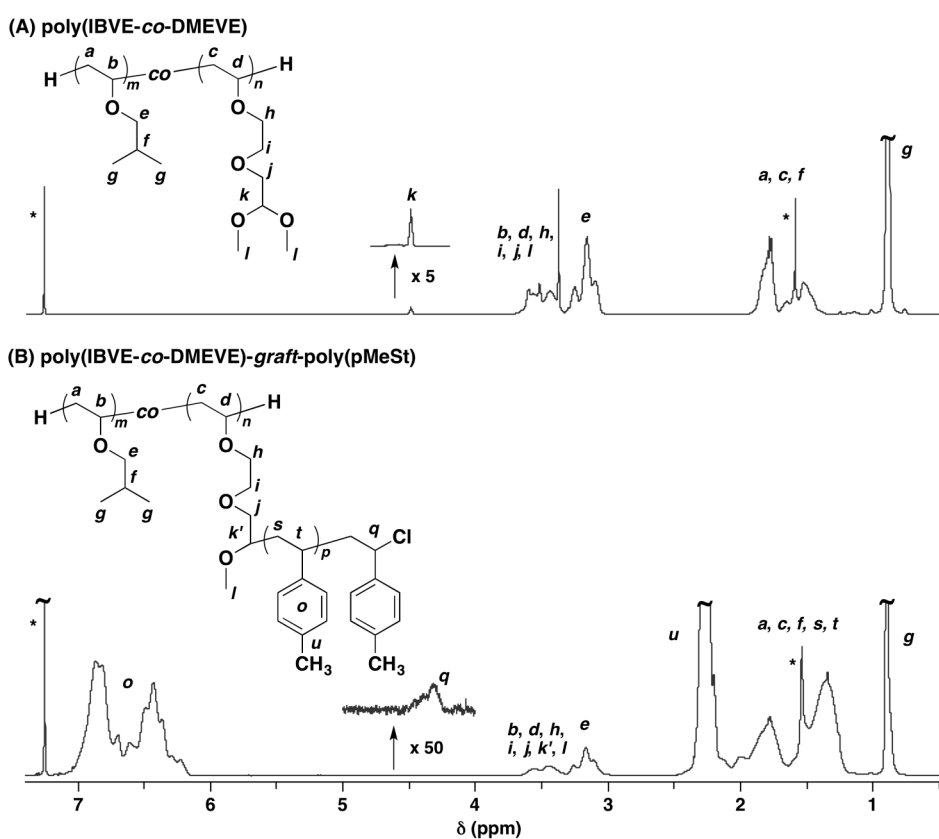 (A) poly(IBVE-co-DMEVE)
a c
H b co d H
m n
O O
e h
f i
g g O
j
k
O O
l l
* k x 5
b, d, h,
i, j, l
e
a, c, f
*
g
(B) poly(IBVE-co-DMEVE)-graft-poly(pMeSt)
a c
H b co d H
m n
O O
e h
f i
g g O
j s q
k' t Cl
O p
l
o
u
CH3 CH3
* o q x 50
b, d, h,
i, j, k', l
e
u
a, c, f, s, t
*
g
7 6 5 4 3 2 1
δ (ppm)